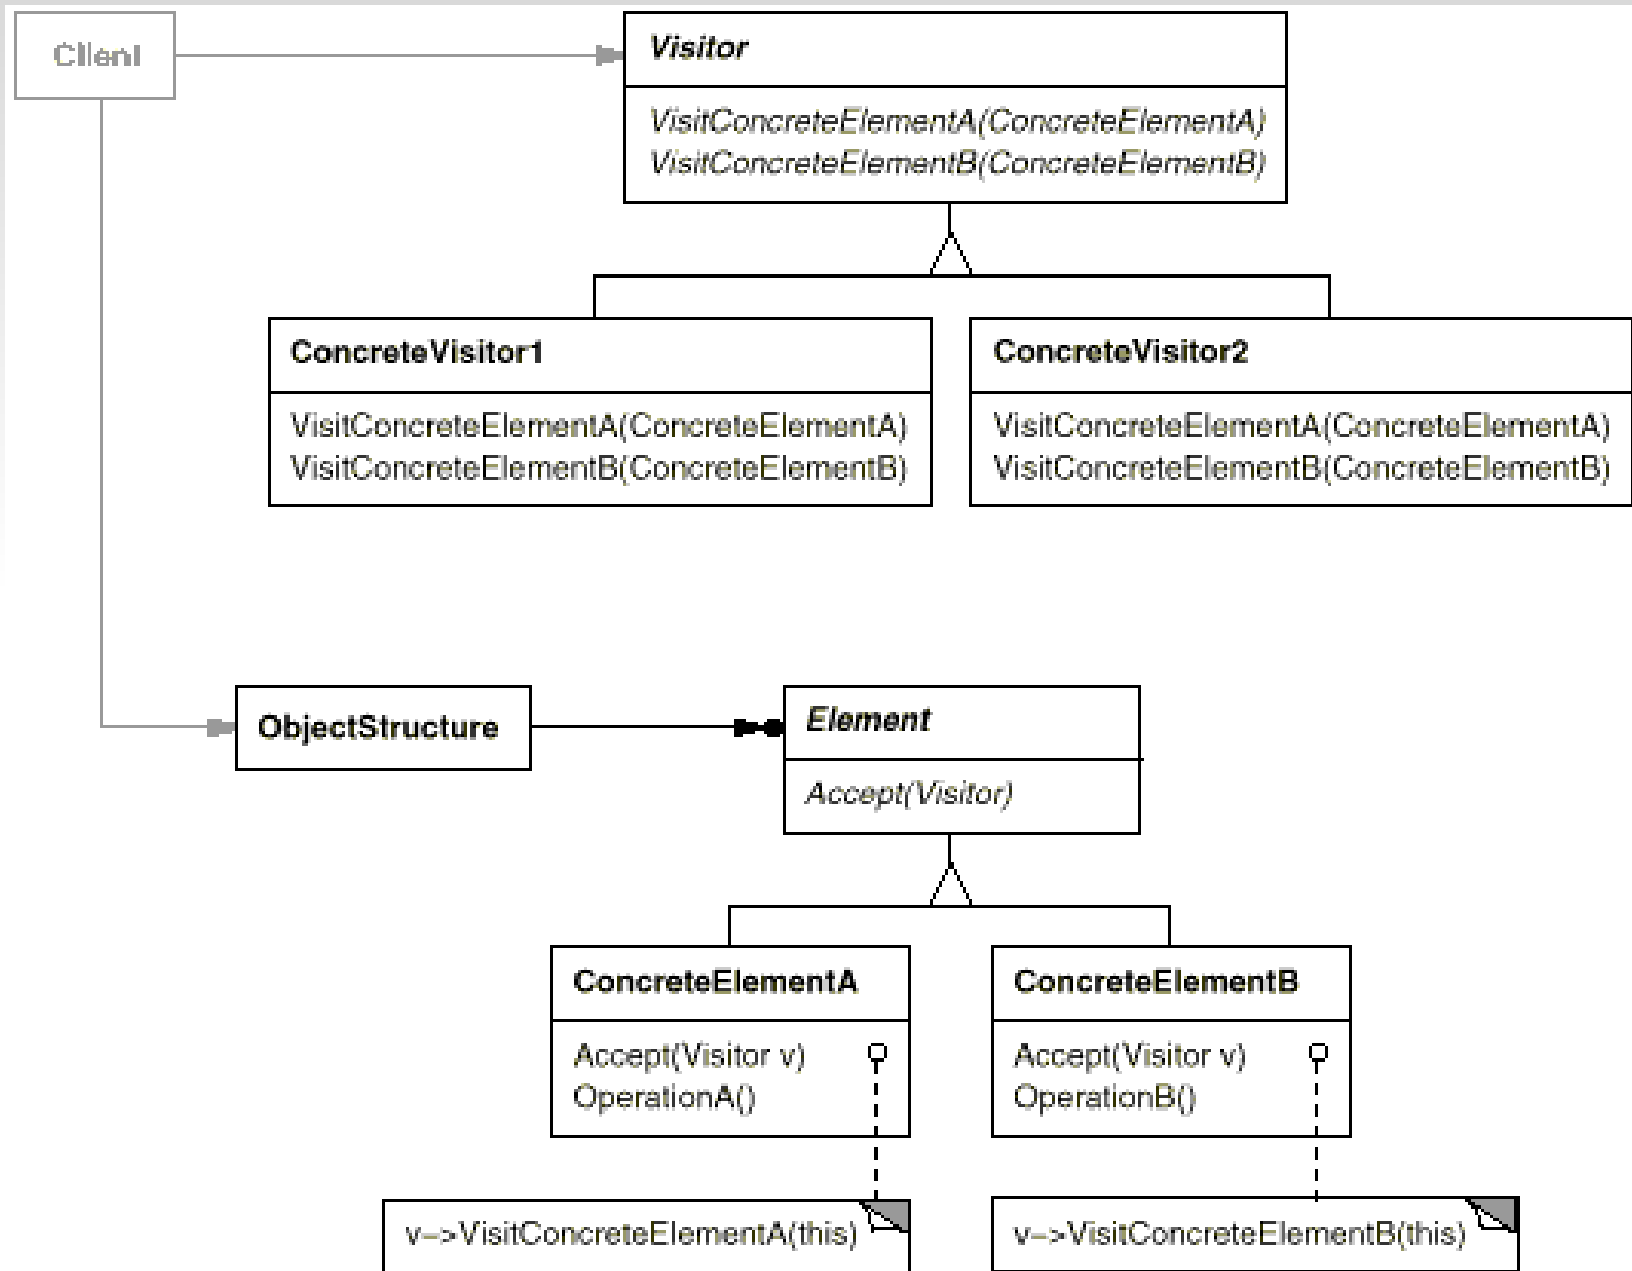 Client
Visitor
VisitConcreteElementA(ConcreteElementA)
VisitConcreteElementB(ConcreteElementB)
ConcreteVisitor1
VisitConcreteElementA(ConcreteElementA)
VisitConcreteElementB(ConcreteElementB)
ConcreteVisitor2
VisitConcreteElementA(ConcreteElementA)
VisitConcreteElementB(ConcreteElementB)
ObjectStructure
Element
Accept(Visitor)
ConcreteElementA
Accept(Visitor v)
OperationA()
ConcreteElementB
Accept(Visitor v)
OperationB()
v–>VisitConcreteElementA(this)
v–>VisitConcreteElementB(this)